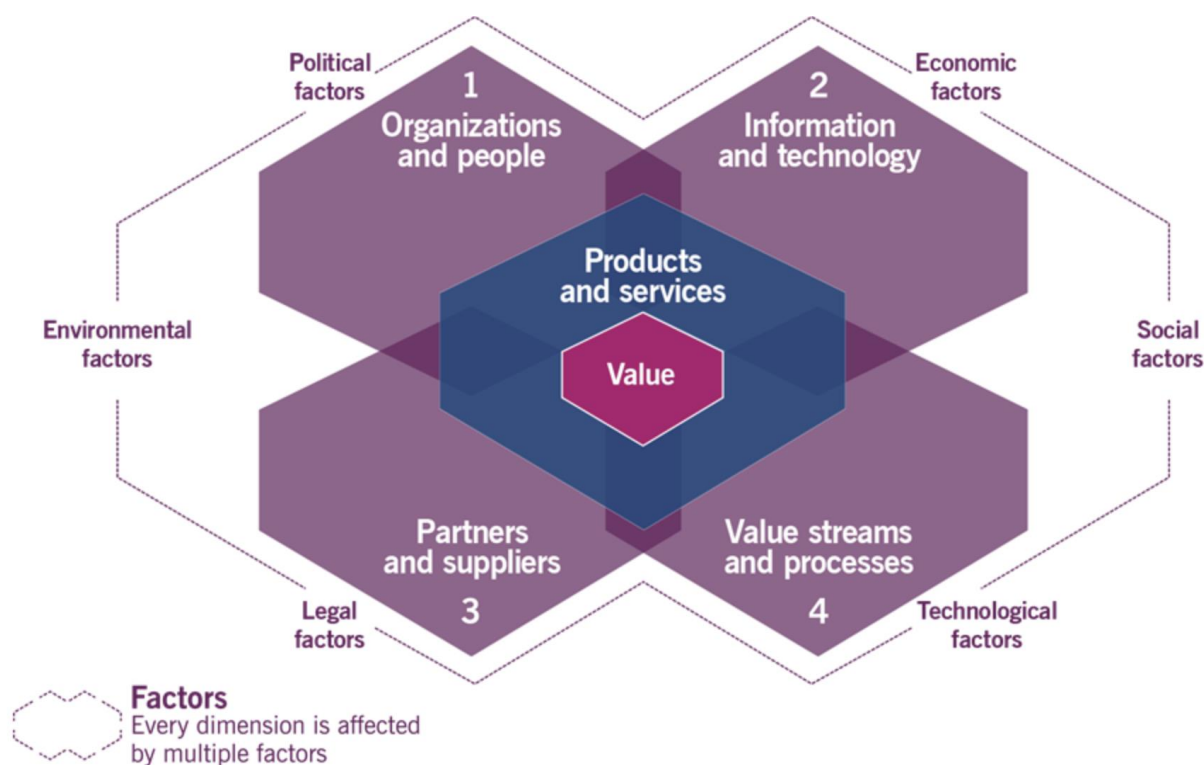 Political
factors
Economic
factors
1
Organizations
and people
2
Information
and technology
Products
and services
Environmental
factors
Value
Social
factors
Partners
and suppliers
3
Value streams
and processes
4
Legal
factors
Technological
factors
Factors
Every dimension is affected
by multiple factors